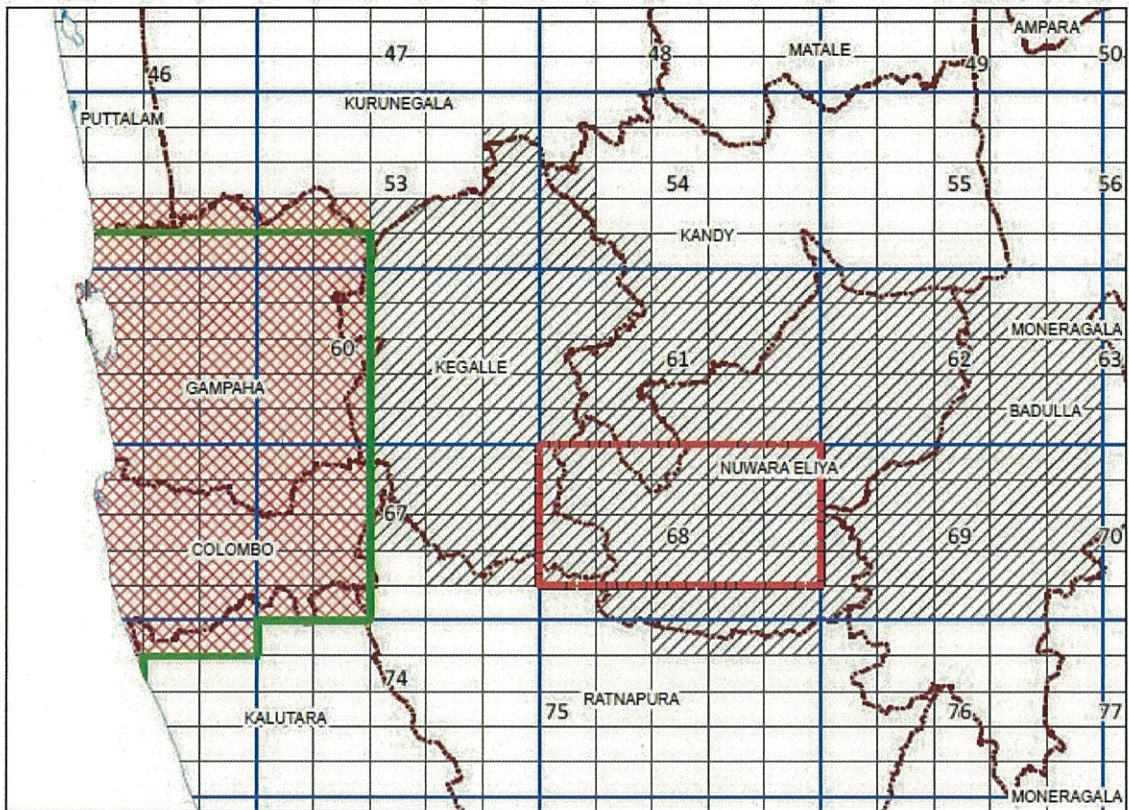 AMPARA
47
48
MATALE
49
50
46
KURUNEGALA
PUTTALAM
53
54
55
56
KANDY
MONERAGALA
60
61
62
63
KEGALLE
GAMPAHA
BADULLA
NUWARA ELIYA
67
68
69
70
COLOMBO
74
RATNAPURA
75
76
77
KALUTARA
MONERAGALA